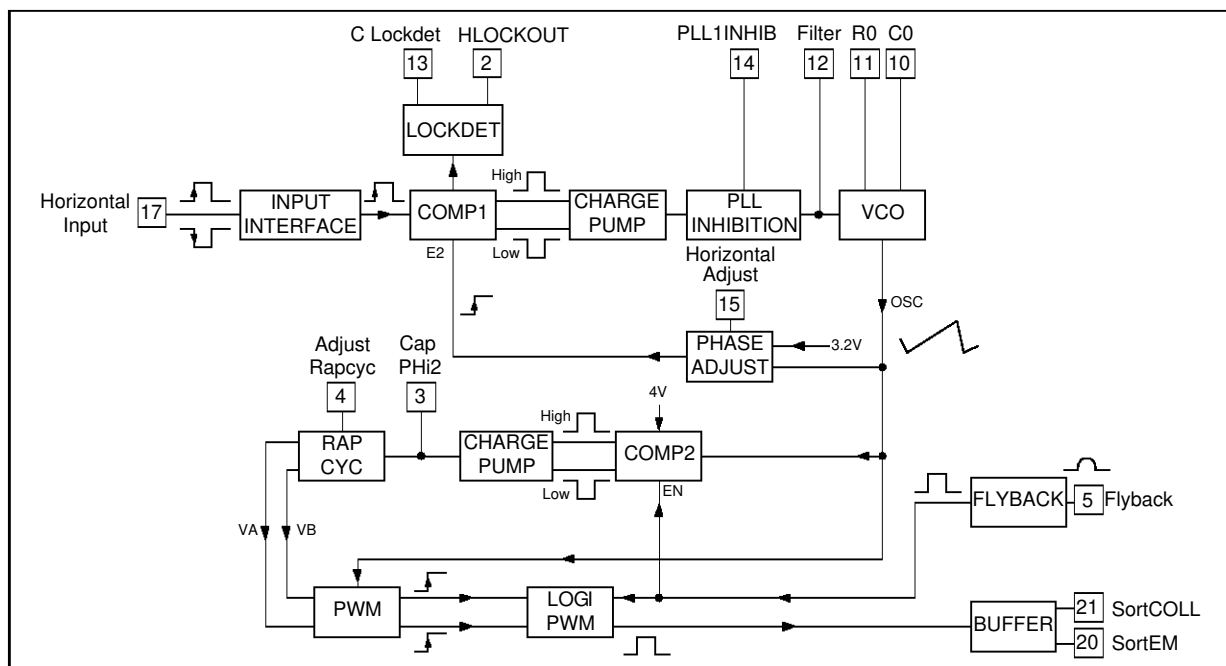 C Lockdet
HLOCKOUT
PLL1INHIB
Filter
R0
C0
13
2
14
12
11
10
LOCKDET
High
Horizontal
Input
17
INPUT
INTERFACE
COMP1
CHARGE
PUMP
PLL
INHIBITION
VCO
E2
Low
Horizontal
Adjust
15
OSC
PHASE
ADJUST
3.2V
Adjust
Rapcyc
Cap
PHi2
4
3
4V
High
RAP
CYC
CHARGE
PUMP
COMP2
Low
EN
FLYBACK
5
Flyback
VA
VB
PWM
LOGI
PWM
BUFFER
21
SortCOLL
20
SortEM